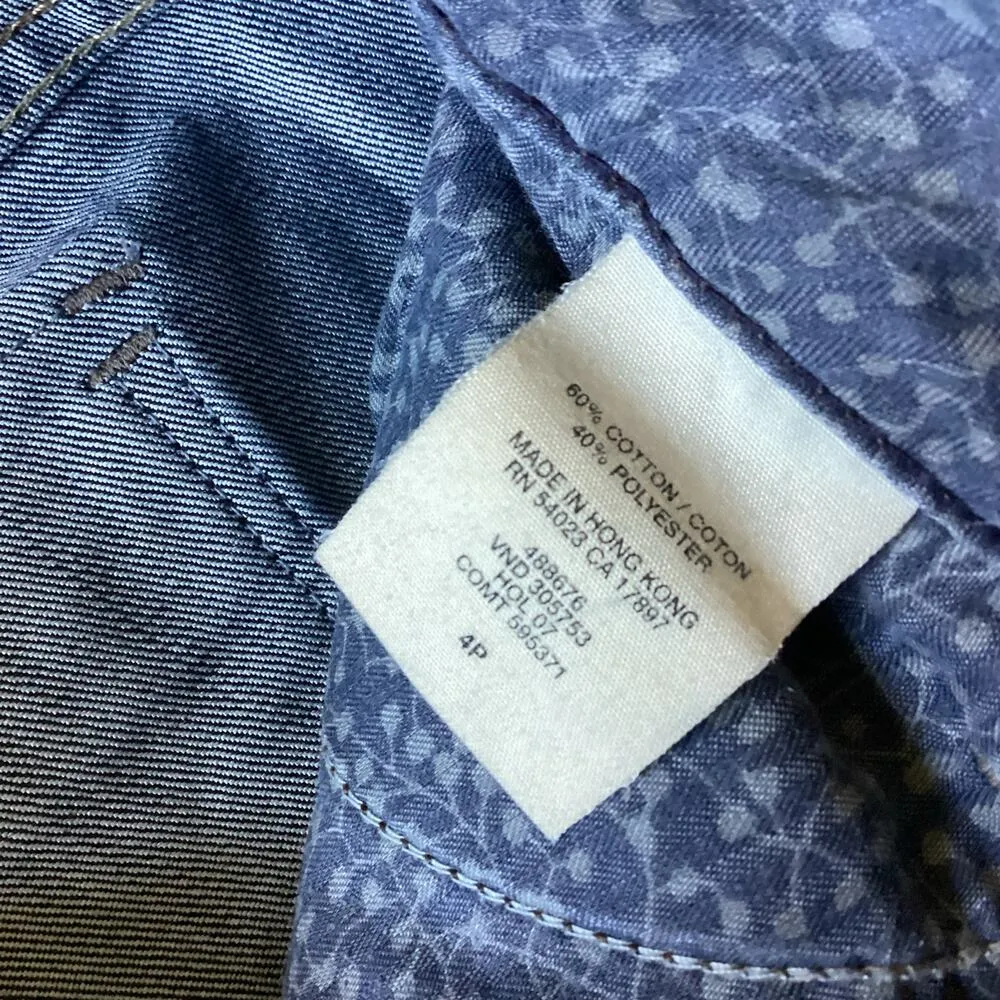 60% COTTON / COTON
40% POLYESTER
MADE IN HONG KONG
RN 54023 CA 17897
488676
VND 305753
HOL 07
COMT 595371
4P